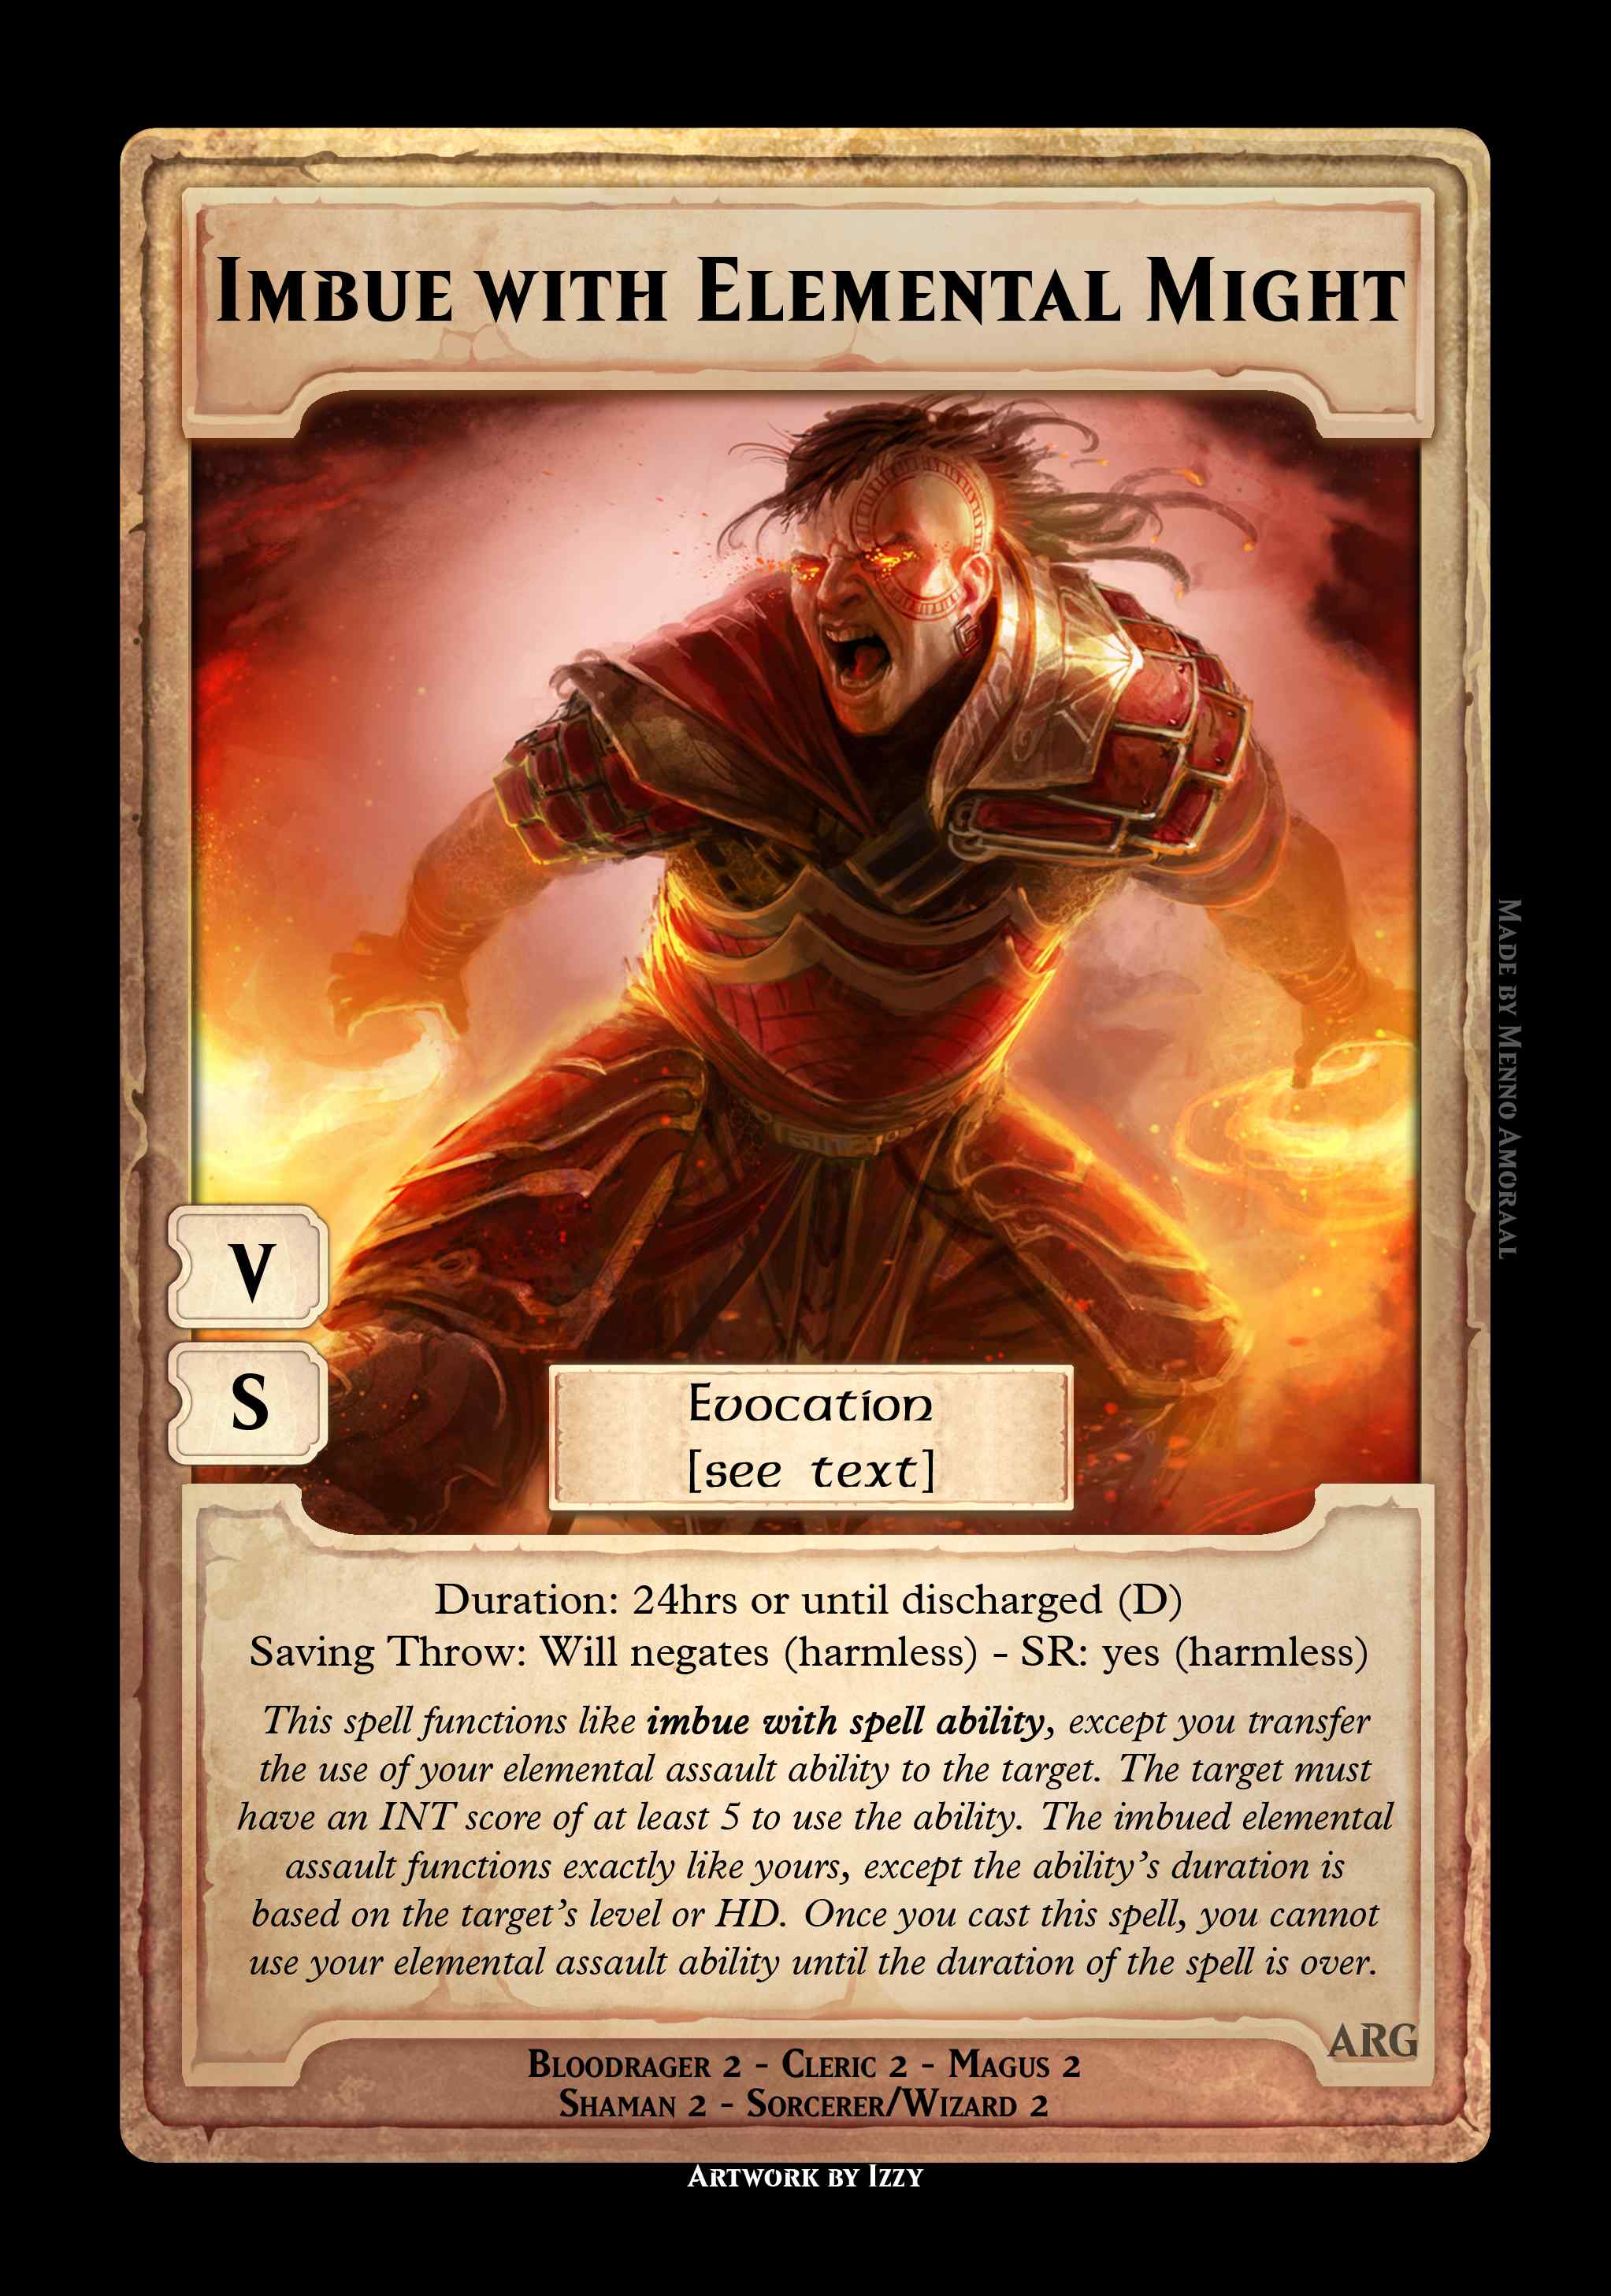 Imbue with Elemental Might
V
S
Evocation
[see text]
Duration: 24hrs or until discharged (D)
Saving Throw: Will negates (harmless) - SR: yes (harmless)
This spell functions like imbue with spell ability, except you transfer
the use of your elemental assault ability to the target. The target must
have an INT score of at least 5 to use the ability. The imbued elemental
assault functions exactly like yours, except the ability's duration is
based on the target's level or HD. Once you cast this spell, you cannot
use your elemental assault ability until the duration of the spell is over.
ARG
Bloodrager 2 - Cleric 2 - Magus 2
Shaman 2 - Sorcerer/Wizard 2
Artwork by Izzy
Made by Menno Amoraal